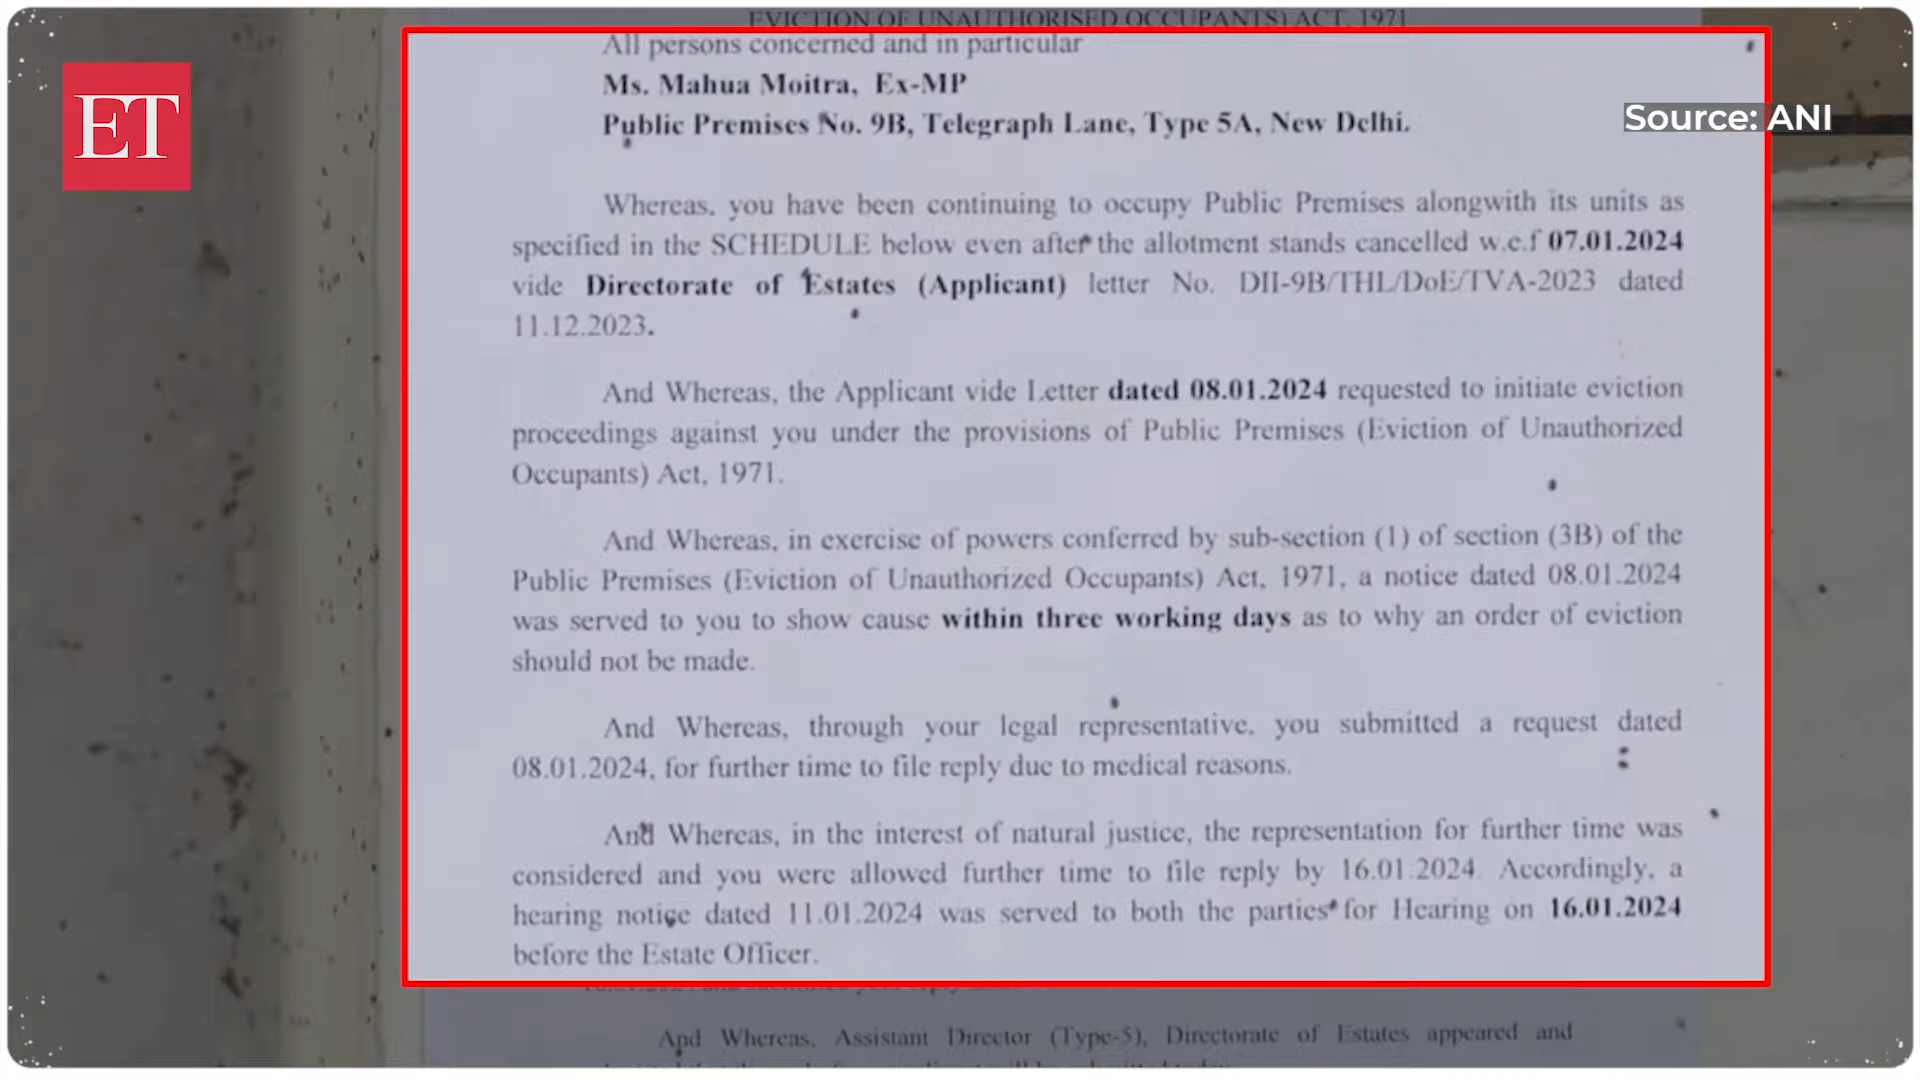 EVICTION OF UNAUTHORISED OCCUPANTS) ACT, 1971
All persons concerned and in particular
Ms. Mahua Moitra, Ex-MP
Public Premises No. 9B, Telegraph Lane, Type 5A, New Delhi.
ET
Source: ANI
Whereas, you have been continuing to occupy Public Premises alongwith its units as
specified in the SCHEDULE below even after the allotment stands cancelled w.e.f 07.01.2024
vide Directorate of Estates (Applicant) letter No. DII-9B/THL/DoE/TVA-2023 dated
11.12.2023.
And Whereas, the Applicant vide Letter dated 08.01.2024 requested to initiate eviction
proceedings against you under the provisions of Public Premises (Eviction of Unauthorized
Occupants) Act, 1971.
And Whereas, in exercise of powers conferred by sub-section (1) of section (3B) of the
Public Premises (Eviction of Unauthorized Occupants) Act, 1971, a notice dated 08.01.2024
was served to you to show cause within three working days as to why an order of eviction
should not be made.
And Whereas, through your legal representative, you submitted a request dated
08.01.2024, for further time to file reply due to medical reasons.
And Whereas, in the interest of natural justice, the representation for further time was
considered and you were allowed further time to file reply by 16.01.2024. Accordingly, a
hearing notice dated 11.01.2024 was served to both the parties for Hearing on 16.01.2024
before the Estate Officer.
And Whereas, Assistant Director (Type-5), Directorate of Estates appeared and